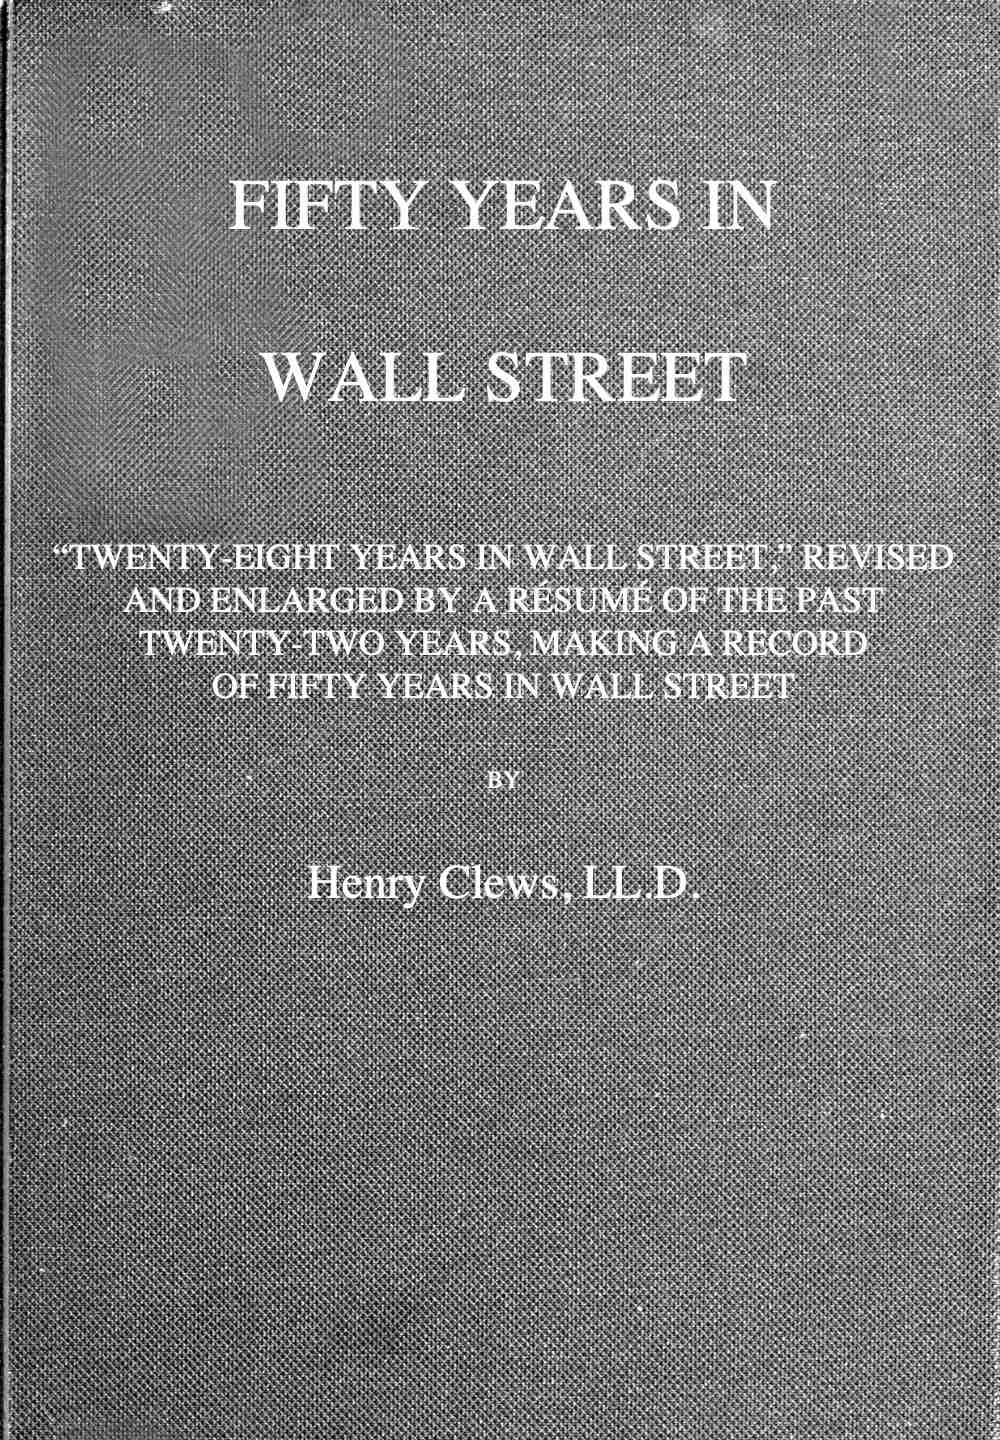 FIFTY YEARS IN
WALL STREET
“TWENTY-EIGHT YEARS IN WALL STREET,” REVISED
AND ENLARGED BY A RÉSUMÉ OF THE PAST
TWENTY-TWO YEARS, MAKING A RECORD
OF FIFTY YEARS IN WALL STREET
BY
Henry Clews, LL.D.